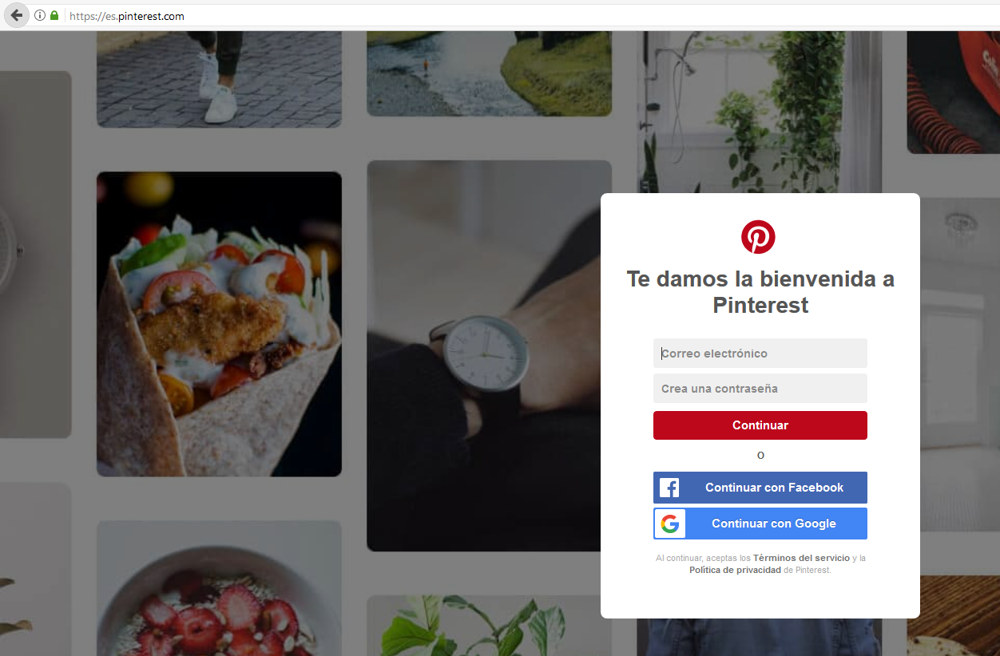 https://es.pinterest.com
Te damos la bienvenida a
Pinterest
Correo electrónico
Crea una contraseña
Continuar
O
Continuar con Facebook
Continuar con Google
Al continuar, aceptas los Términos del servicio y la
Política de privacidad de Pinterest.